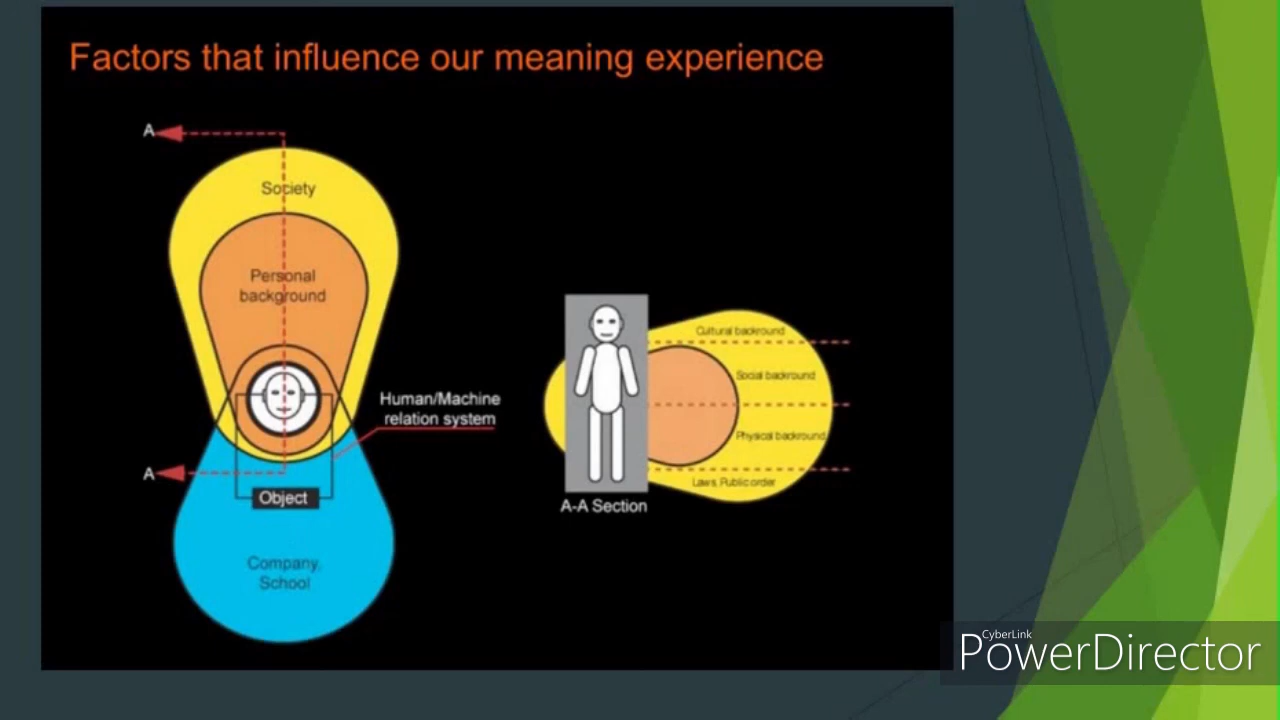 Factors that influence our meaning experience
A
Society
Personal
background
Human/Machine
relation system
A
Object
Company,
School
Cultural backround
Social backround
Physical backround
Laws, Public order
A-A Section
CyberLink
PowerDirector